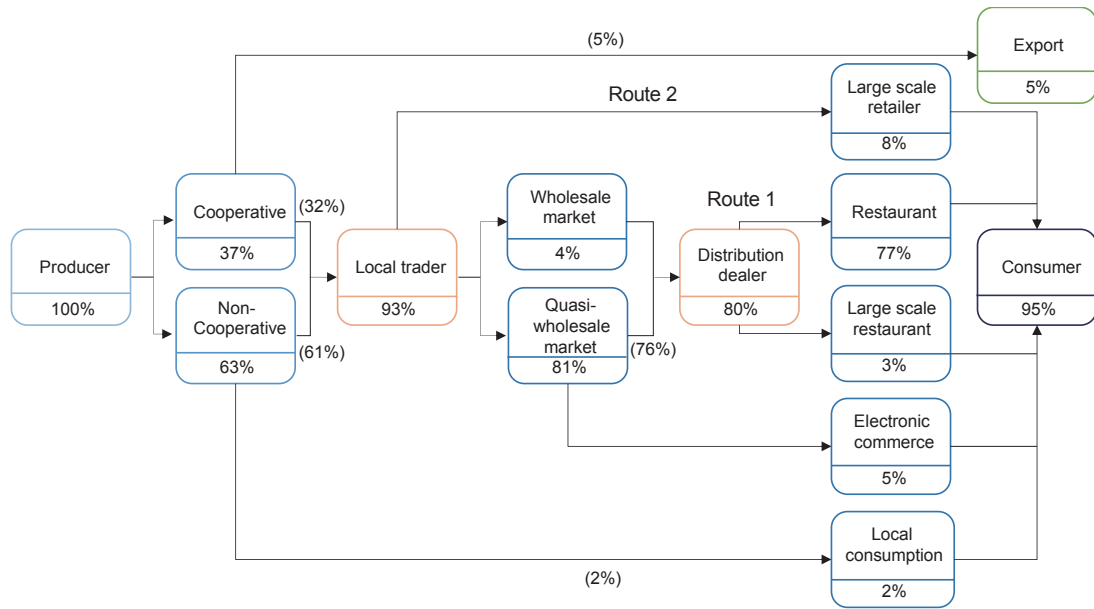 (5%)
Export
5%
Route 2
Large scale
retailer
8%
Cooperative
37%
(32%)
Wholesale
market
4%
Route 1
Restaurant
77%
Producer
100%
Local trader
93%
Distribution
dealer
80%
Consumer
95%
Non-
Cooperative
63%
(61%)
Quasi-
wholesale
market
81%
(76%)
Large scale
restaurant
3%
Electronic
commerce
5%
Local
consumption
2%
(2%)